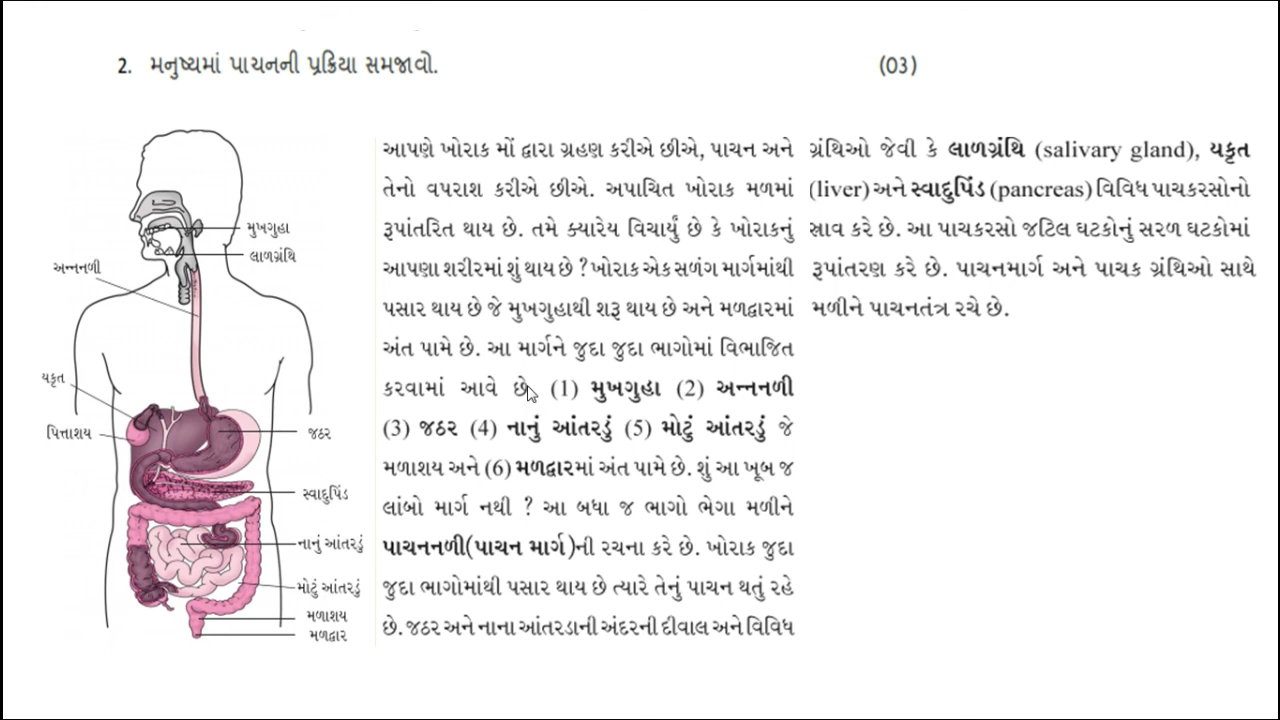 2. મનુષ્યમાં પાચનની પ્રક્રિયા સમજાવો. (03)
મુખગુહા
લાળગ્રંથિ
અન્નનળી
યકૃત
પિત્તાશય
જઠર
સ્વાદુપિંડ
નાનું આંતરડું
મોટું આંતરડું
મળાશય
મળદ્વાર
આપણે ખોરાક મોં દ્વારા ગ્રહણ કરીએ છીએ, પાચન અને
તેનો વપરાશ કરીએ છીએ. અપાચિત ખોરાક મળમાં
રૂપાંતરિત થાય છે. તમે ક્યારેય વિચાર્યું છે કે ખોરાકનું
આપણા શરીરમાં શું થાય છે ? ખોરાક એક સળંગ માર્ગમાંથી
પસાર થાય છે જે મુખગુહાથી શરૂ થાય છે અને મળદ્વારમાં
અંત પામે છે. આ માર્ગને જુદા જુદા ભાગોમાં વિભાજિત
કરવામાં આવે છે. (1) મુખગુહા (2) અન્નનળી
(3) જઠર (4) નાનું આંતરડું (5) મોટું આંતરડું જે
મળાશય અને (6) મળદ્વારમાં અંત પામે છે. શું આ ખૂબ જ
લાંબો માર્ગ નથી ? આ બધા જ ભાગો ભેગા મળીને
પાચનનળી(પાચન માર્ગ)ની રચના કરે છે. ખોરાક જુદા
જુદા ભાગોમાંથી પસાર થાય છે ત્યારે તેનું પાચન થતું રહે
છે. જઠર અને નાના આંતરડાની અંદરની દીવાલ અને વિવિધ
ગ્રંથિઓ જેવી કે લાળગ્રંથિ (salivary gland), યકૃત
(liver) અને સ્વાદુપિંડ (pancreas) વિવિધ પાચકરસોનો
સ્રાવ કરે છે. આ પાચકરસો જટિલ ઘટકોનું સરળ ઘટકોમાં
રૂપાંતરણ કરે છે. પાચનમાર્ગ અને પાચક ગ્રંથિઓ સાથે
મળીને પાચનતંત્ર રચે છે.